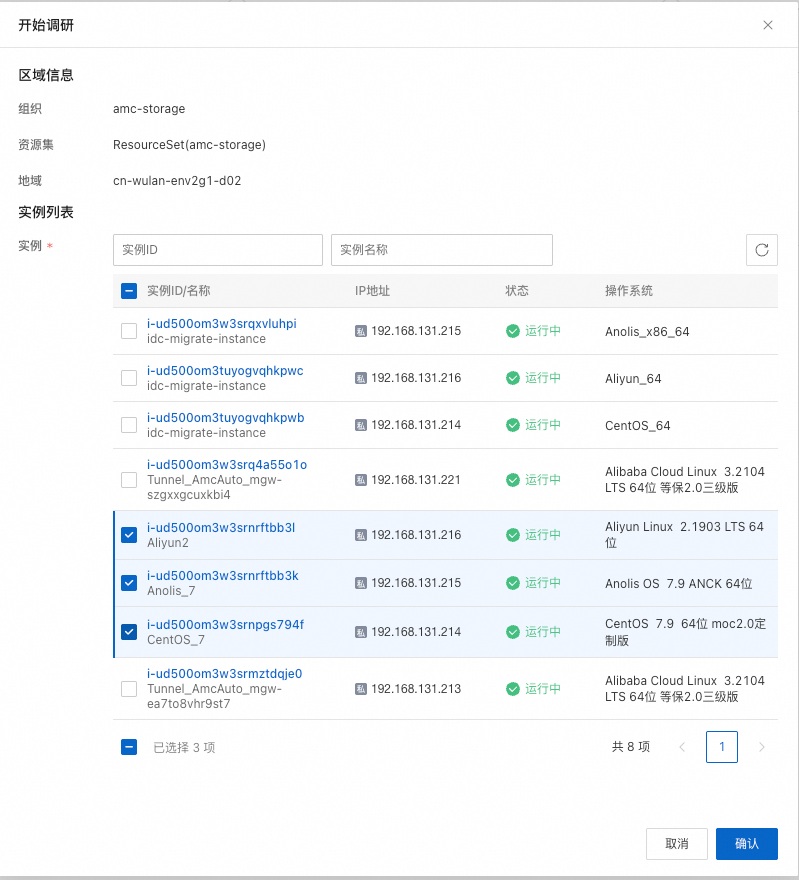 开始调研
区域信息
组织 amc-storage
资源集 ResourceSet(amc-storage)
地域 cn-wulan-env2g1-d02
实例列表
实例 * 实例ID 实例名称
实例ID/名称 IP地址 状态 操作系统
i-ud500om3w3srqxvluhpi
idc-migrate-instance
私 192.168.131.215 运行中 Anolis_x86_64
i-ud500om3tuyogvqhkpwc
idc-migrate-instance
私 192.168.131.216 运行中 Aliyun_64
i-ud500om3tuyogvqhkpwb
idc-migrate-instance
私 192.168.131.214 运行中 CentOS_64
i-ud500om3w3srq4a55o1o
Tunnel_AmcAuto_mgw-
szgxxgcuxkbi4
私 192.168.131.221 运行中
Alibaba Cloud Linux 3.2104
LTS 64位 等保2.0三级版
i-ud500om3w3srnrftbb3l
Aliyun2
私 192.168.131.216 运行中
Aliyun Linux 2.1903 LTS 64
位
i-ud500om3w3srnrftbb3k
Anolis_7
私 192.168.131.215 运行中 Anolis OS 7.9 ANCK 64位
i-ud500om3w3srnpgs794f
CentOS_7
私 192.168.131.214 运行中
CentOS 7.9 64位 moc2.0定
制版
i-ud500om3w3srmztdqje0
Tunnel_AmcAuto_mgw-
ea7to8vhr9st7
私 192.168.131.213 运行中
Alibaba Cloud Linux 3.2104
LTS 64位 等保2.0三级版
已选择 3 项 共 8 项 1
取消 确认